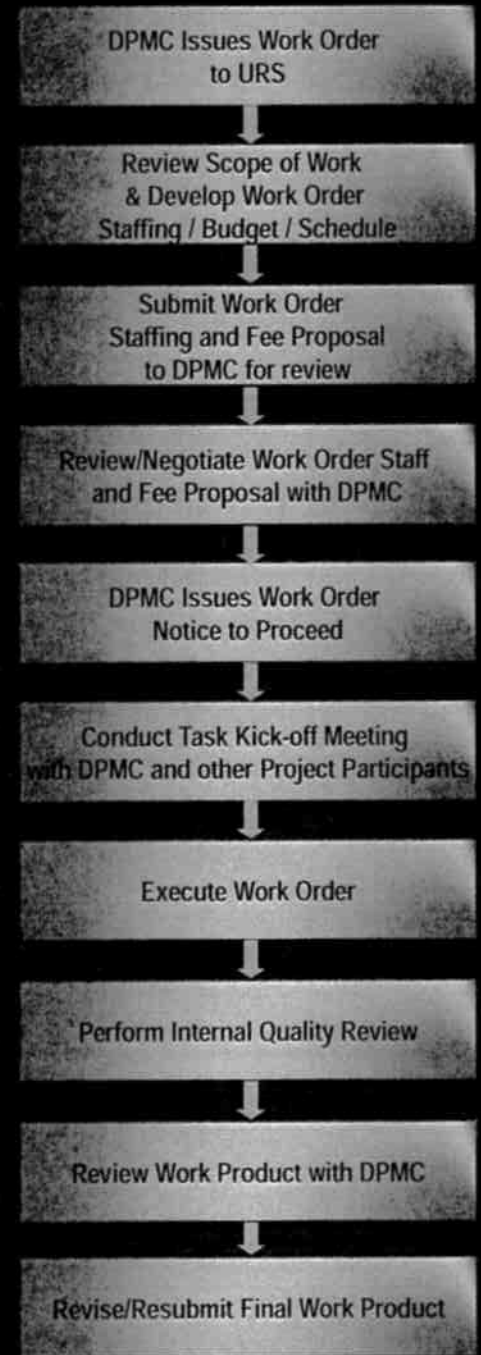 DPMC Issues Work Order
to URS
Review Scope of Work
& Develop Work Order
Staffing / Budget / Schedule
Submit Work Order
Staffing and Fee Proposal
to DPMC for review
Review/Negotiate Work Order Staff
and Fee Proposal with DPMC
DPMC Issues Work Order
Notice to Proceed
Conduct Task Kick-off Meeting
with DPMC and other Project Participants
Execute Work Order
Perform Internal Quality Review
Review Work Product with DPMC
Revise/Resubmit Final Work Product